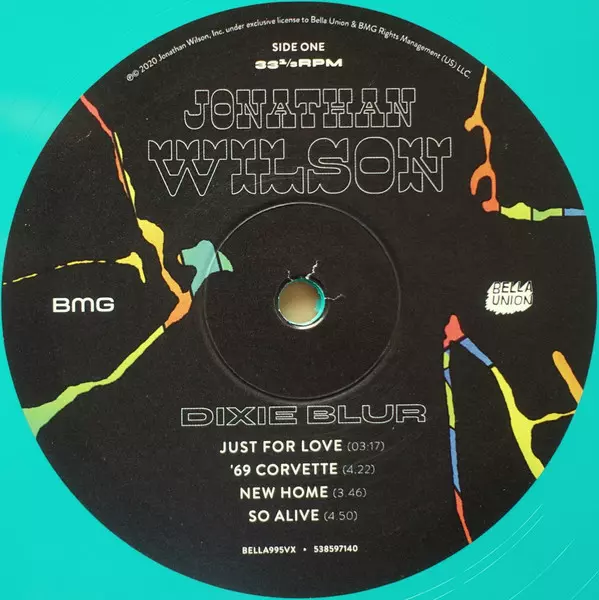 ℗© 2020 Jonathan Wilson, Inc. under exclusive license to Bella Union & BMG Rights Management (US) LLC.
SIDE ONE
33⅓RPM
JONATHAN
WILSON
BMG
BELLA
UNION
DIXIE BLUR
JUST FOR LOVE (03:17)
'69 CORVETTE (4.22)
NEW HOME (3.46)
SO ALIVE (4.50)
BELLA995VX • 538597140